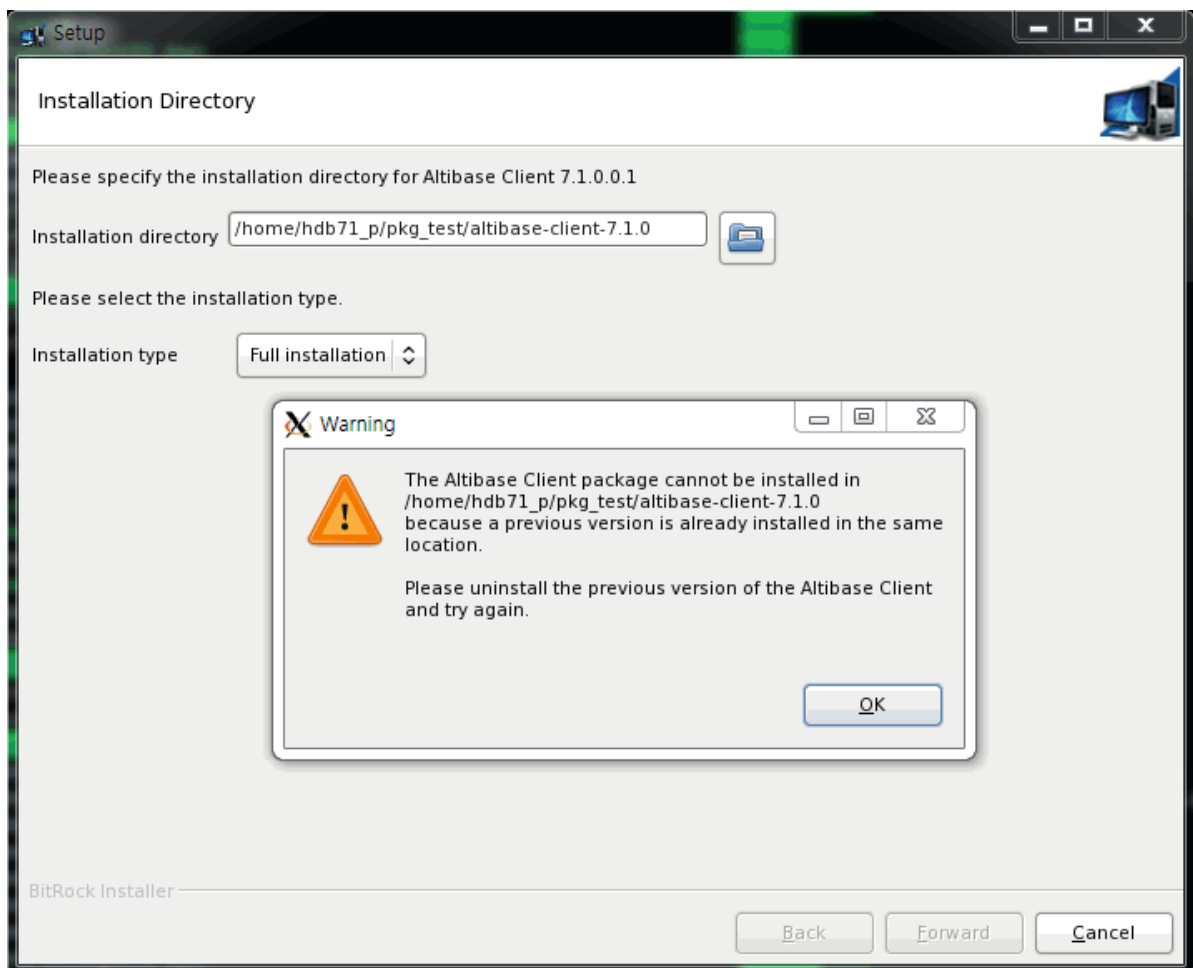 Setup
Installation Directory
Please specify the installation directory for Altibase Client 7.1.0.0.1
Installation directory /home/hdb71_p/pkg_test/altibase-client-7.1.0
Please select the installation type.
Installation type Full installation
Warning
The Altibase Client package cannot be installed in
/home/hdb71_p/pkg_test/altibase-client-7.1.0
because a previous version is already installed in the same
location.
Please uninstall the previous version of the Altibase Client
and try again.
OK
BitRock Installer
Back Forward Cancel